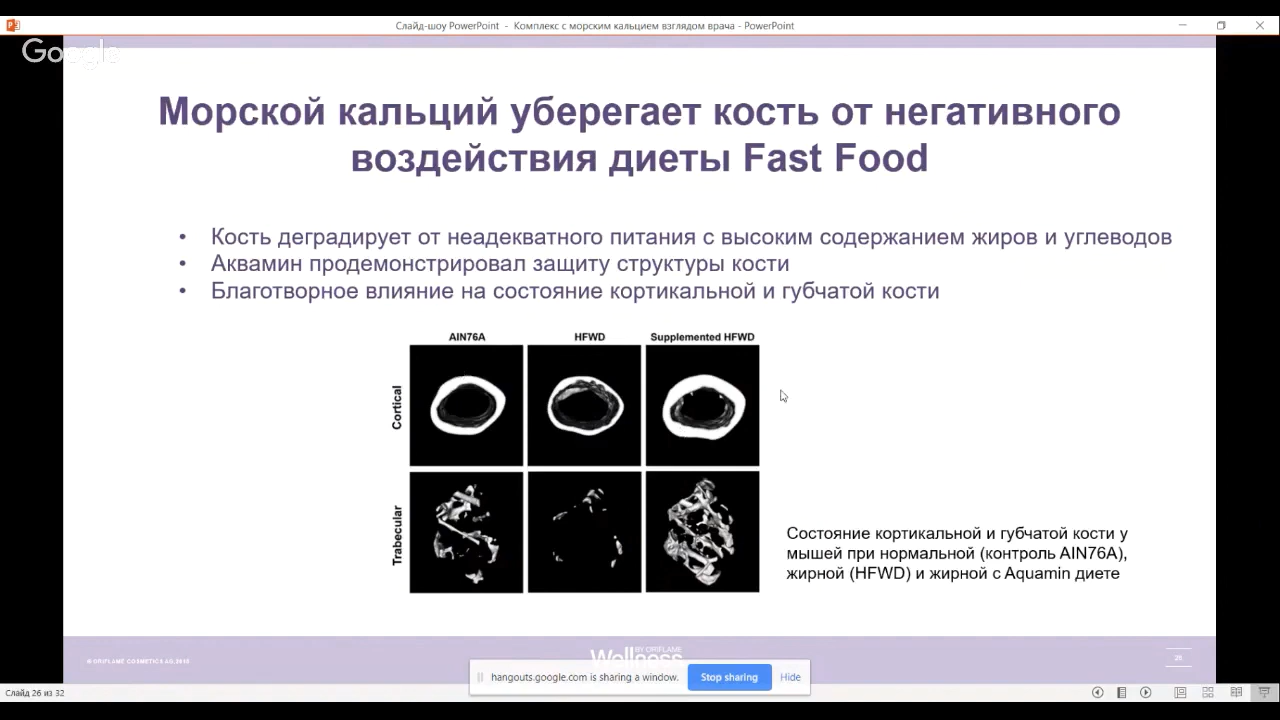 Слайд-шоу PowerPoint - Комплекс с морским кальцием взглядом врача - PowerPoint
Google
Морской кальций уберегает кость от негативного
воздействия диеты Fast Food
• Кость деградирует от неадекватного питания с высоким содержанием жиров и углеводов
• Аквамин продемонстрировал защиту структуры кости
• Благотворное влияние на состояние кортикальной и губчатой кости
AIN76A HFWD Supplemented HFWD
Cortical
Trabecular
Состояние кортикальной и губчатой кости у
мышей при нормальной (контроль AIN76A),
жирной (HFWD) и жирной с Aquamin диете
BY ORIFLAME
Wellness
hangouts.google.com is sharing a window. Stop sharing Hide
Слайд 26 из 32